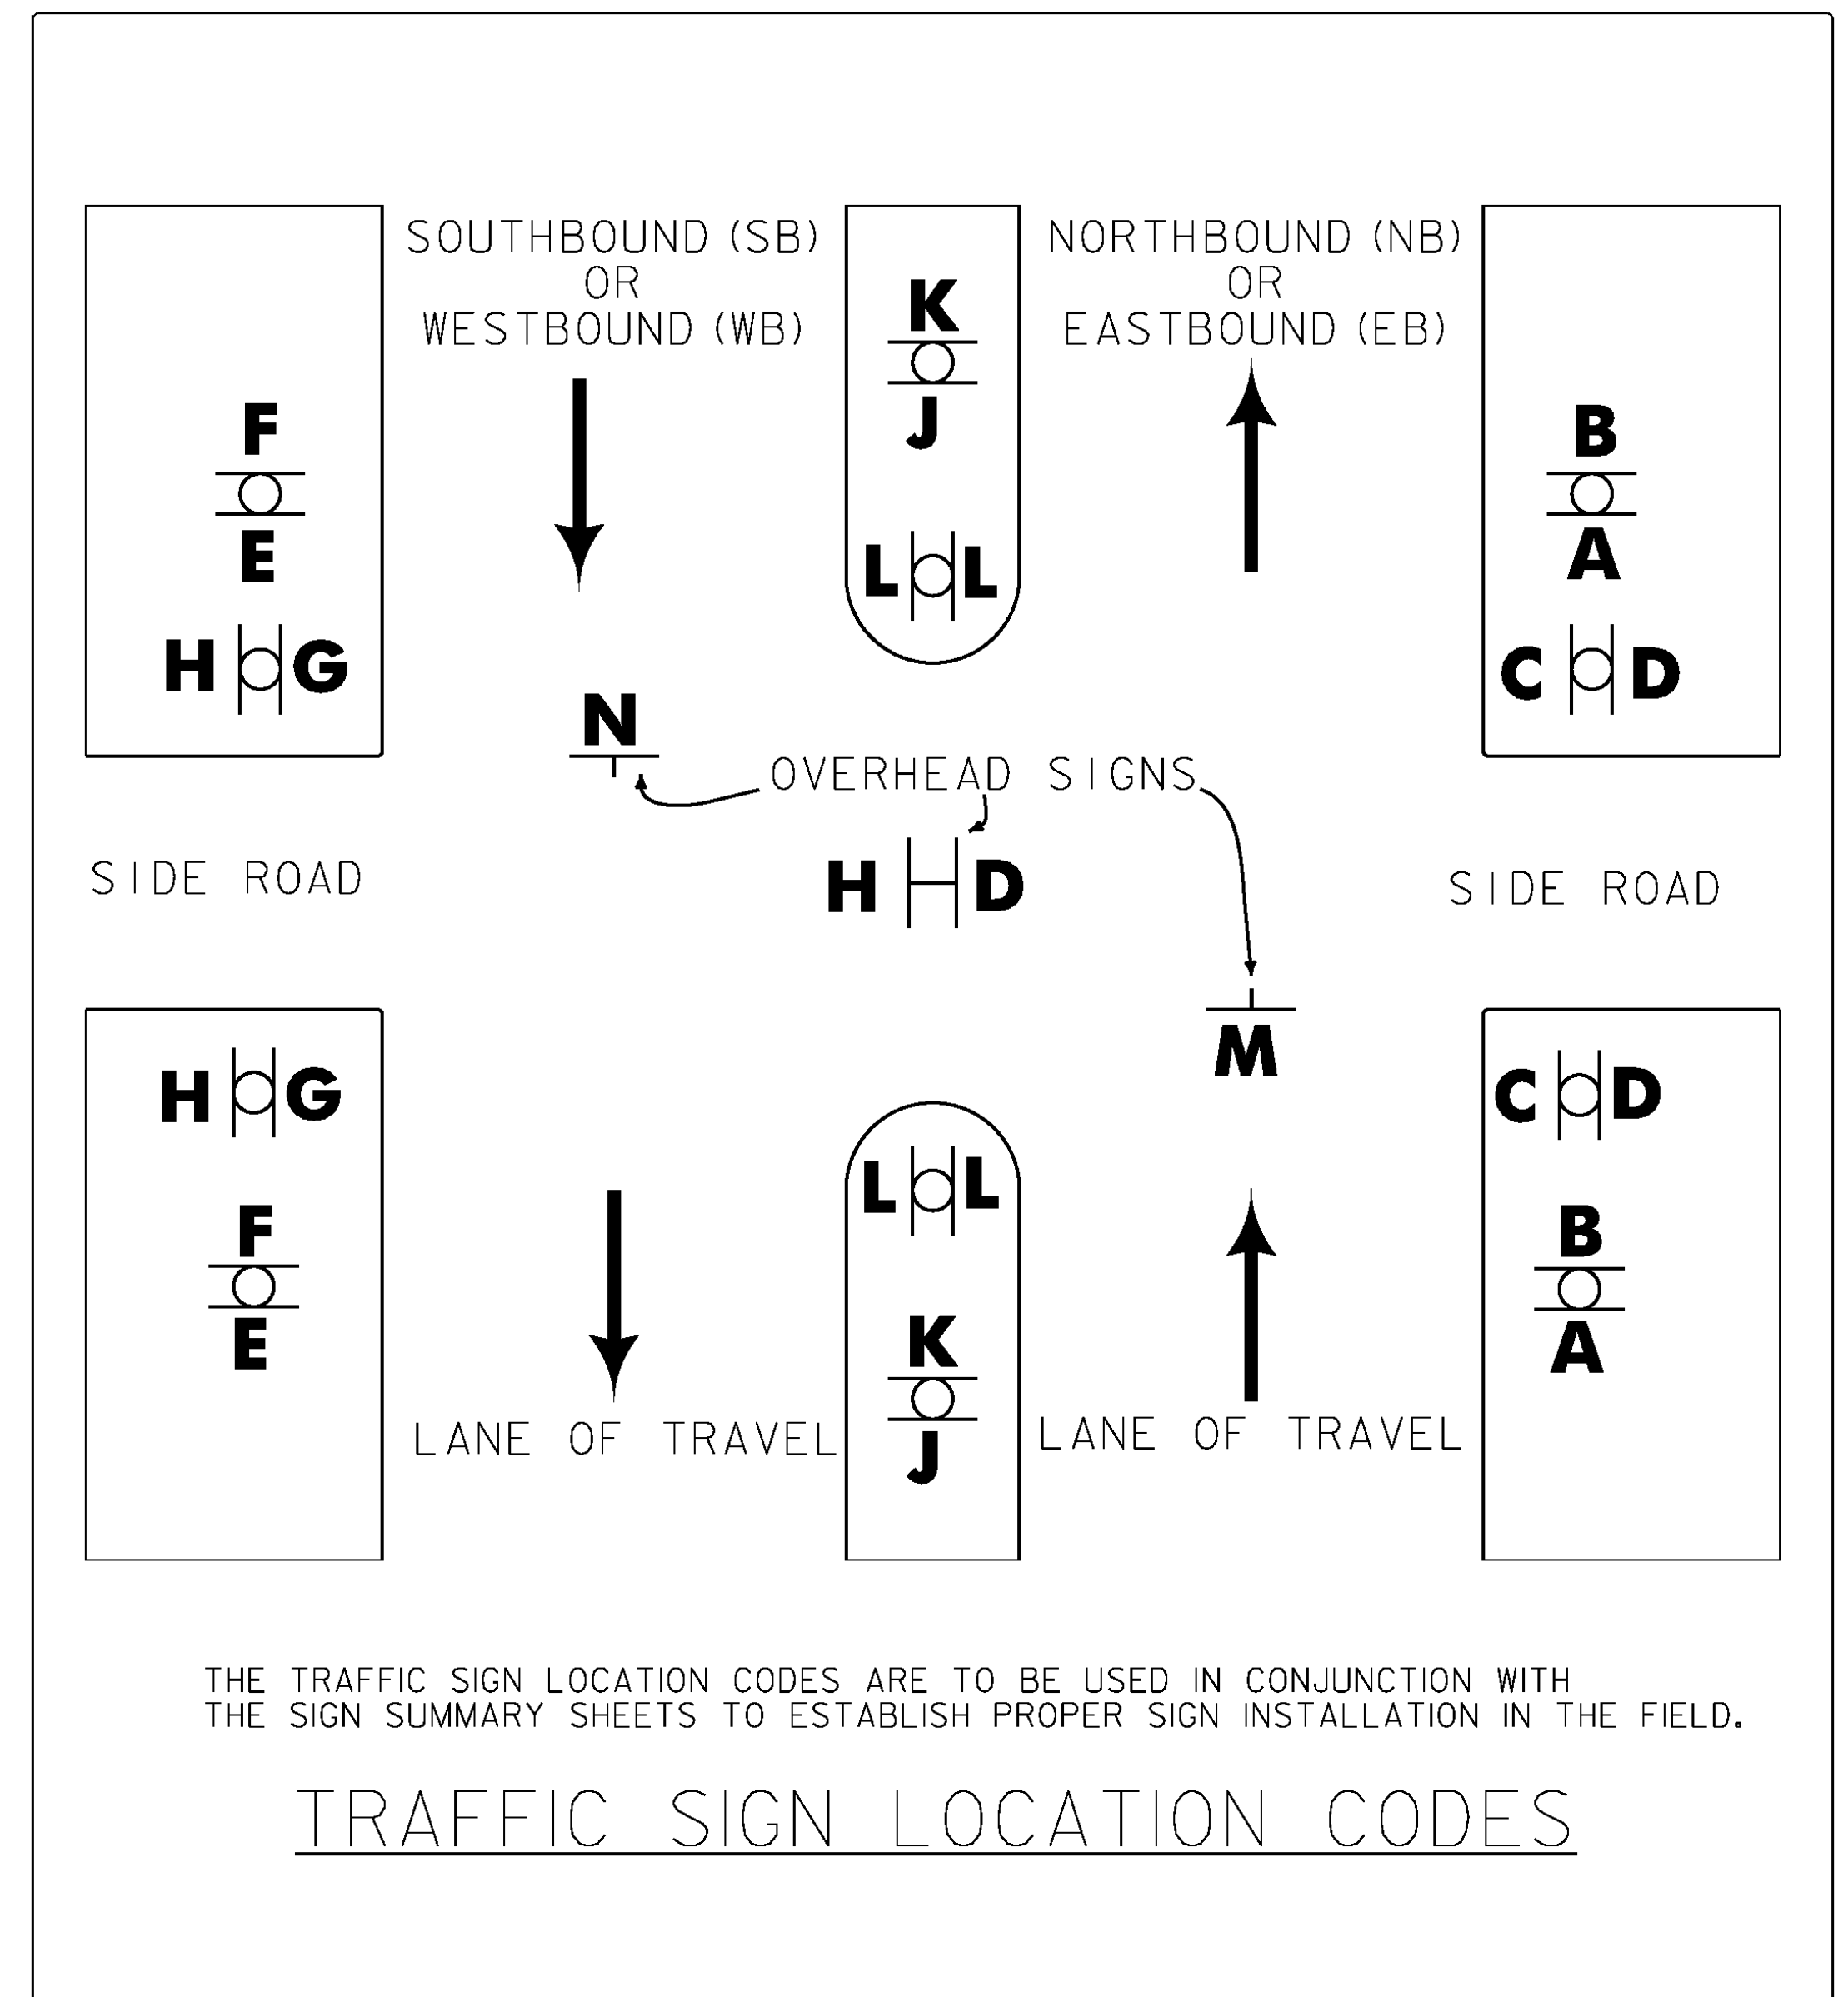 SOUTHBOUND (SB)
OR
WESTBOUND (WB)
NORTHBOUND (NB)
OR
EASTBOUND (EB)
K
J
F
E
B
A
L L
H G
C D
N
OVERHEAD SIGNS
H D
SIDE ROAD
SIDE ROAD
M
H G
C D
L L
F
E
B
A
K
J
LANE OF TRAVEL
LANE OF TRAVEL
THE TRAFFIC SIGN LOCATION CODES ARE TO BE USED IN CONJUNCTION WITH
THE SIGN SUMMARY SHEETS TO ESTABLISH PROPER SIGN INSTALLATION IN THE FIELD.
TRAFFIC SIGN LOCATION CODES